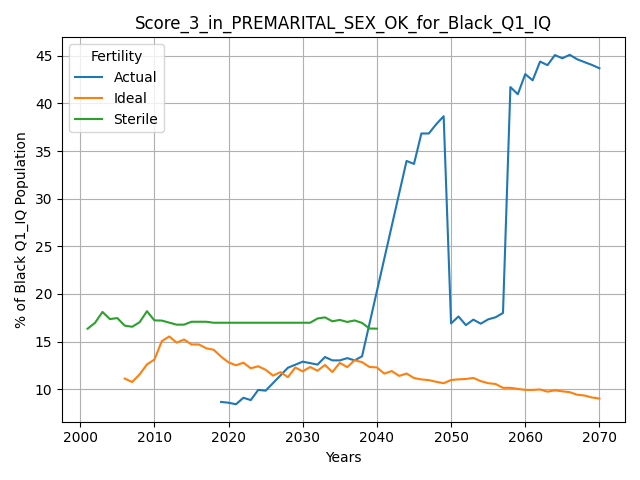 Score_3_in_PREMARITAL_SEX_OK_for_Black_Q1_IQ
Fertility
Actual
Ideal
Sterile
% of Black Q1_IQ Population
45
40
35
30
25
20
15
10
2000 2010 2020 2030 2040 2050 2060 2070
Years